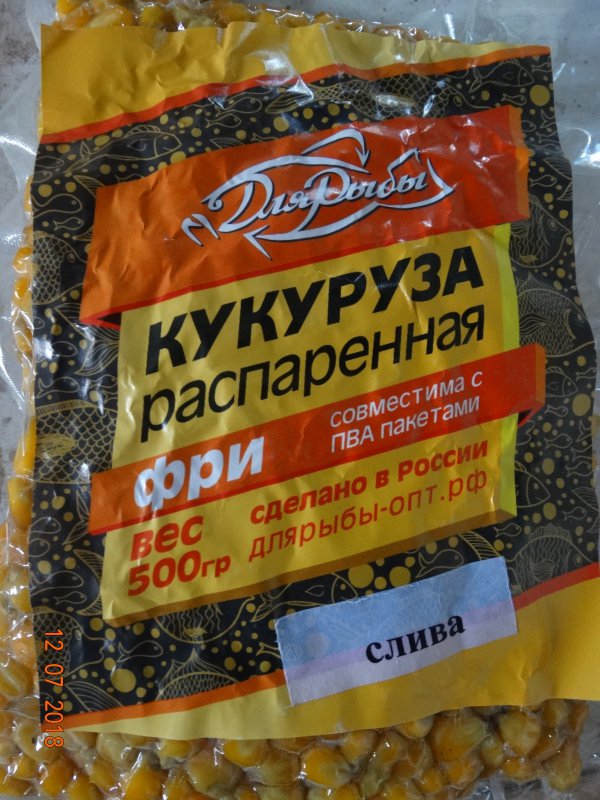 ДляРыбы
КУКУРУЗА
распаренная
фри
совместима с
ПВА пакетами
вес
500гр
сделано в России
длярыбы-опт.рф
слива
12 07 2018